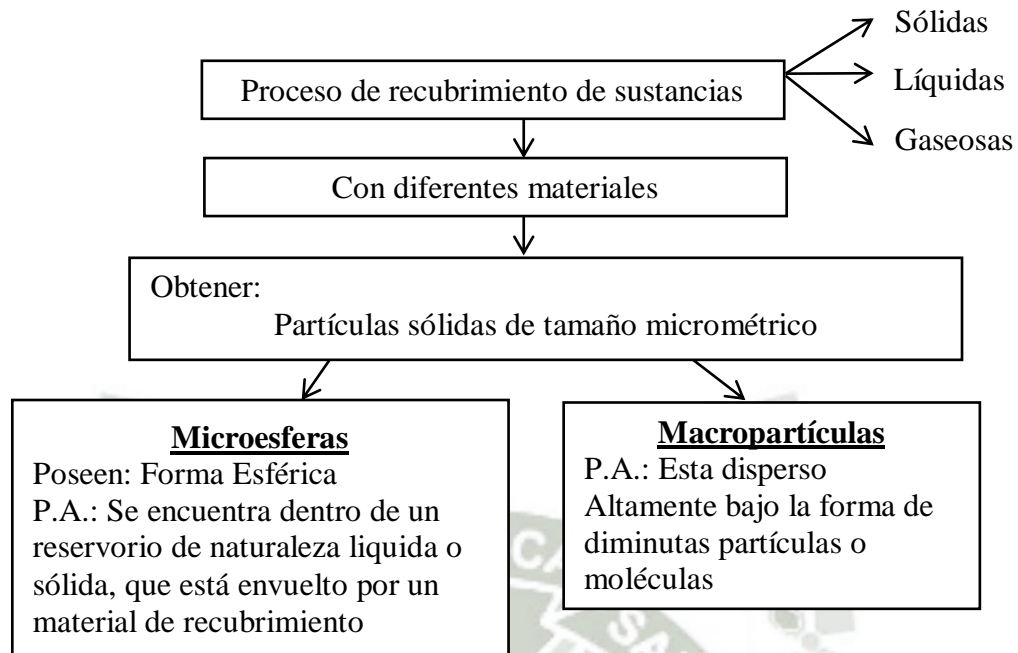 Sólidas
Proceso de recubrimiento de sustancias
Líquidas
Gaseosas
Con diferentes materiales
Obtener:
Partículas sólidas de tamaño micrométrico
Microesferas
Poseen: Forma Esférica
P.A.: Se encuentra dentro de un
reservorio de naturaleza liquida o
sólida, que está envuelto por un
material de recubrimiento
Macropartículas
P.A.: Esta disperso
Altamente bajo la forma de
diminutas partículas o
moléculas